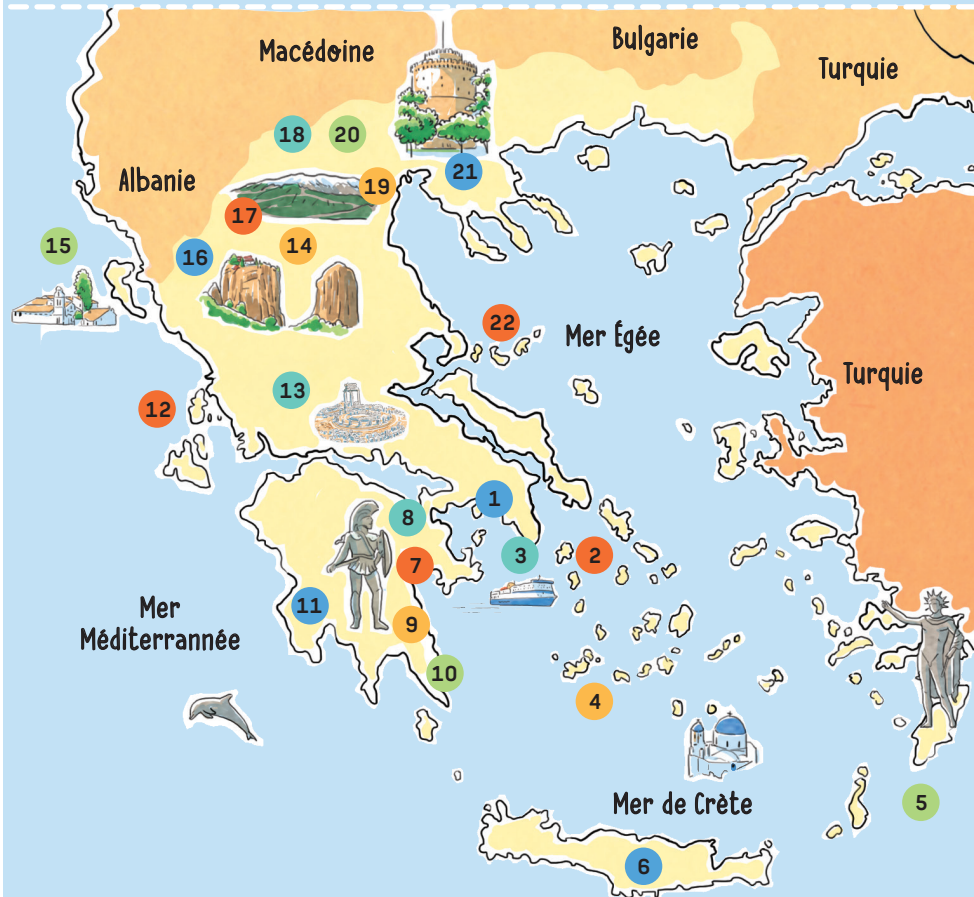 Macédoine
Bulgarie
Turquie
18
20
21
Albanie
19
17
15
16
14
22
Mer Égée
Turquie
13
12
1
8
3
2
7
11
Mer
Méditerrannée
9
10
4
Mer de Crète
5
6